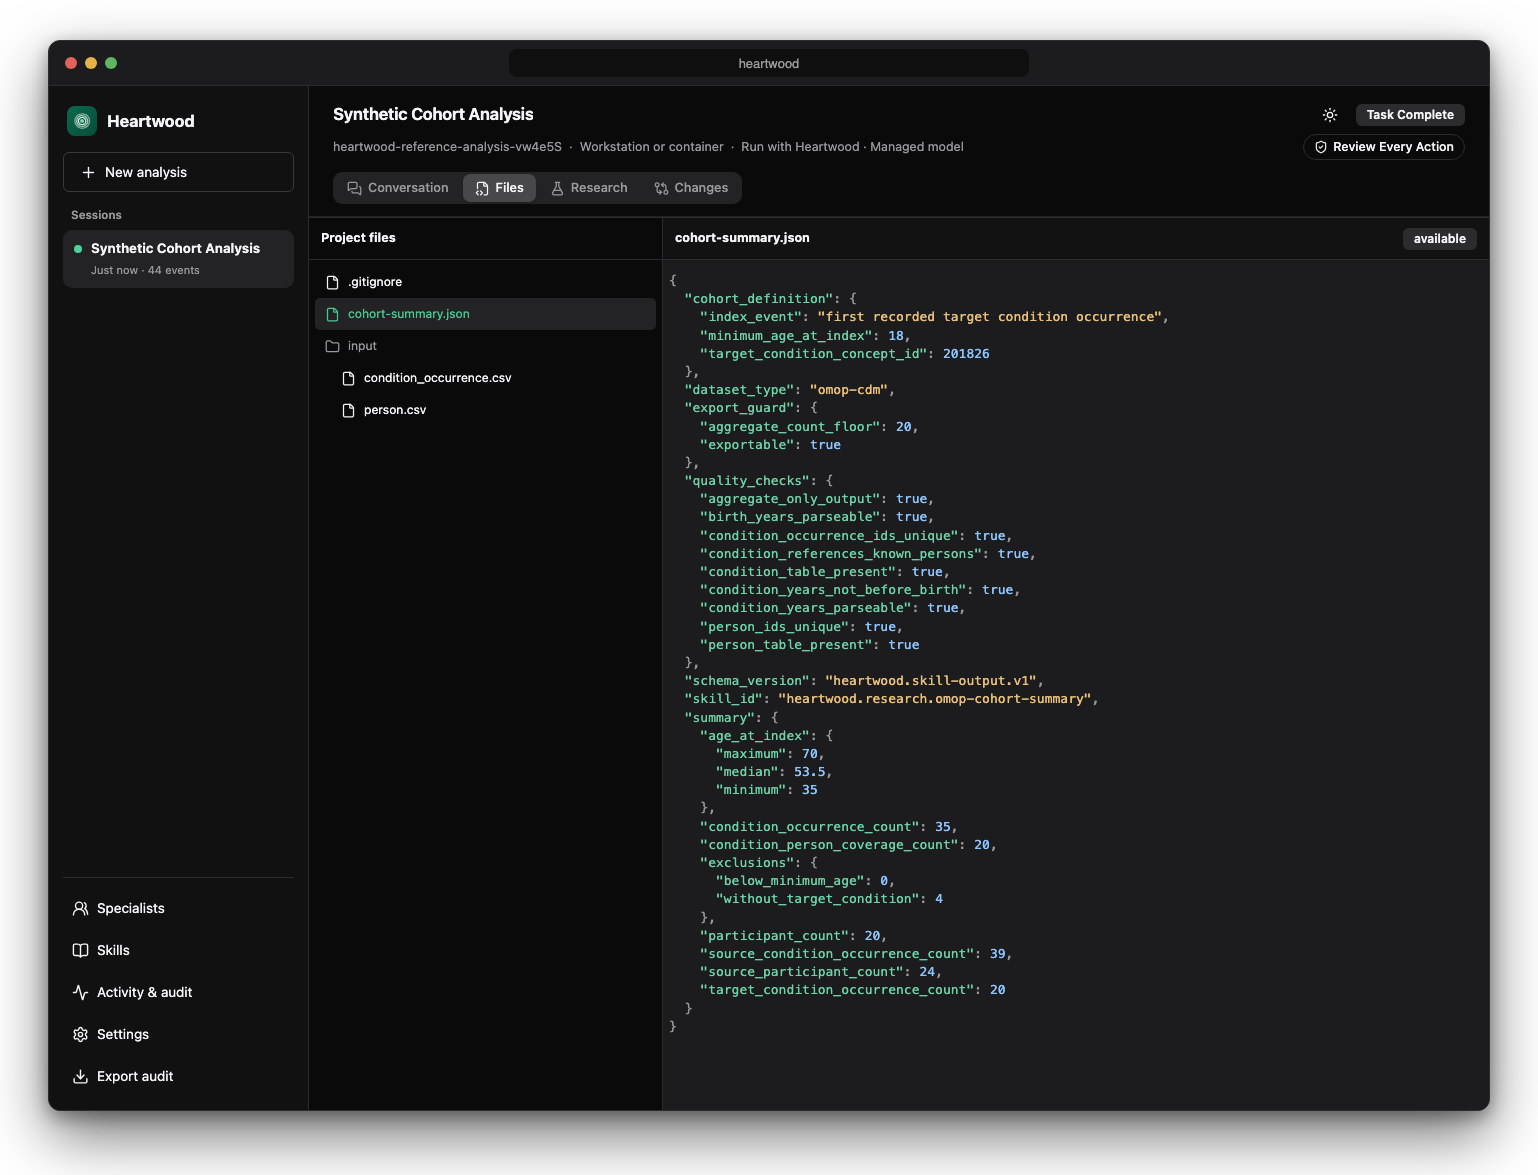 heartwood
Heartwood
New analysis
Sessions
Synthetic Cohort Analysis
Just now · 44 events
Specialists
Skills
Activity & audit
Settings
Export audit
Synthetic Cohort Analysis
Task Complete
heartwood-reference-analysis-vw4e5S · Workstation or container · Run with Heartwood · Managed model
Review Every Action
Conversation
Files
Research
Changes
Project files
.gitignore
cohort-summary.json
input
condition_occurrence.csv
person.csv
cohort-summary.json
available
{
  "cohort_definition": {
    "index_event": "first recorded target condition occurrence",
    "minimum_age_at_index": 18,
    "target_condition_concept_id": 201826
  },
  "dataset_type": "omop-cdm",
  "export_guard": {
    "aggregate_count_floor": 20,
    "exportable": true
  },
  "quality_checks": {
    "aggregate_only_output": true,
    "birth_years_parseable": true,
    "condition_occurrence_ids_unique": true,
    "condition_references_known_persons": true,
    "condition_table_present": true,
    "condition_years_not_before_birth": true,
    "condition_years_parseable": true,
    "person_ids_unique": true,
    "person_table_present": true
  },
  "schema_version": "heartwood.skill-output.v1",
  "skill_id": "heartwood.research.omop-cohort-summary",
  "summary": {
    "age_at_index": {
      "maximum": 70,
      "median": 53.5,
      "minimum": 35
    },
    "condition_occurrence_count": 35,
    "condition_person_coverage_count": 20,
    "exclusions": {
      "below_minimum_age": 0,
      "without_target_condition": 4
    },
    "participant_count": 20,
    "source_condition_occurrence_count": 39,
    "source_participant_count": 24,
    "target_condition_occurrence_count": 20
  }
}